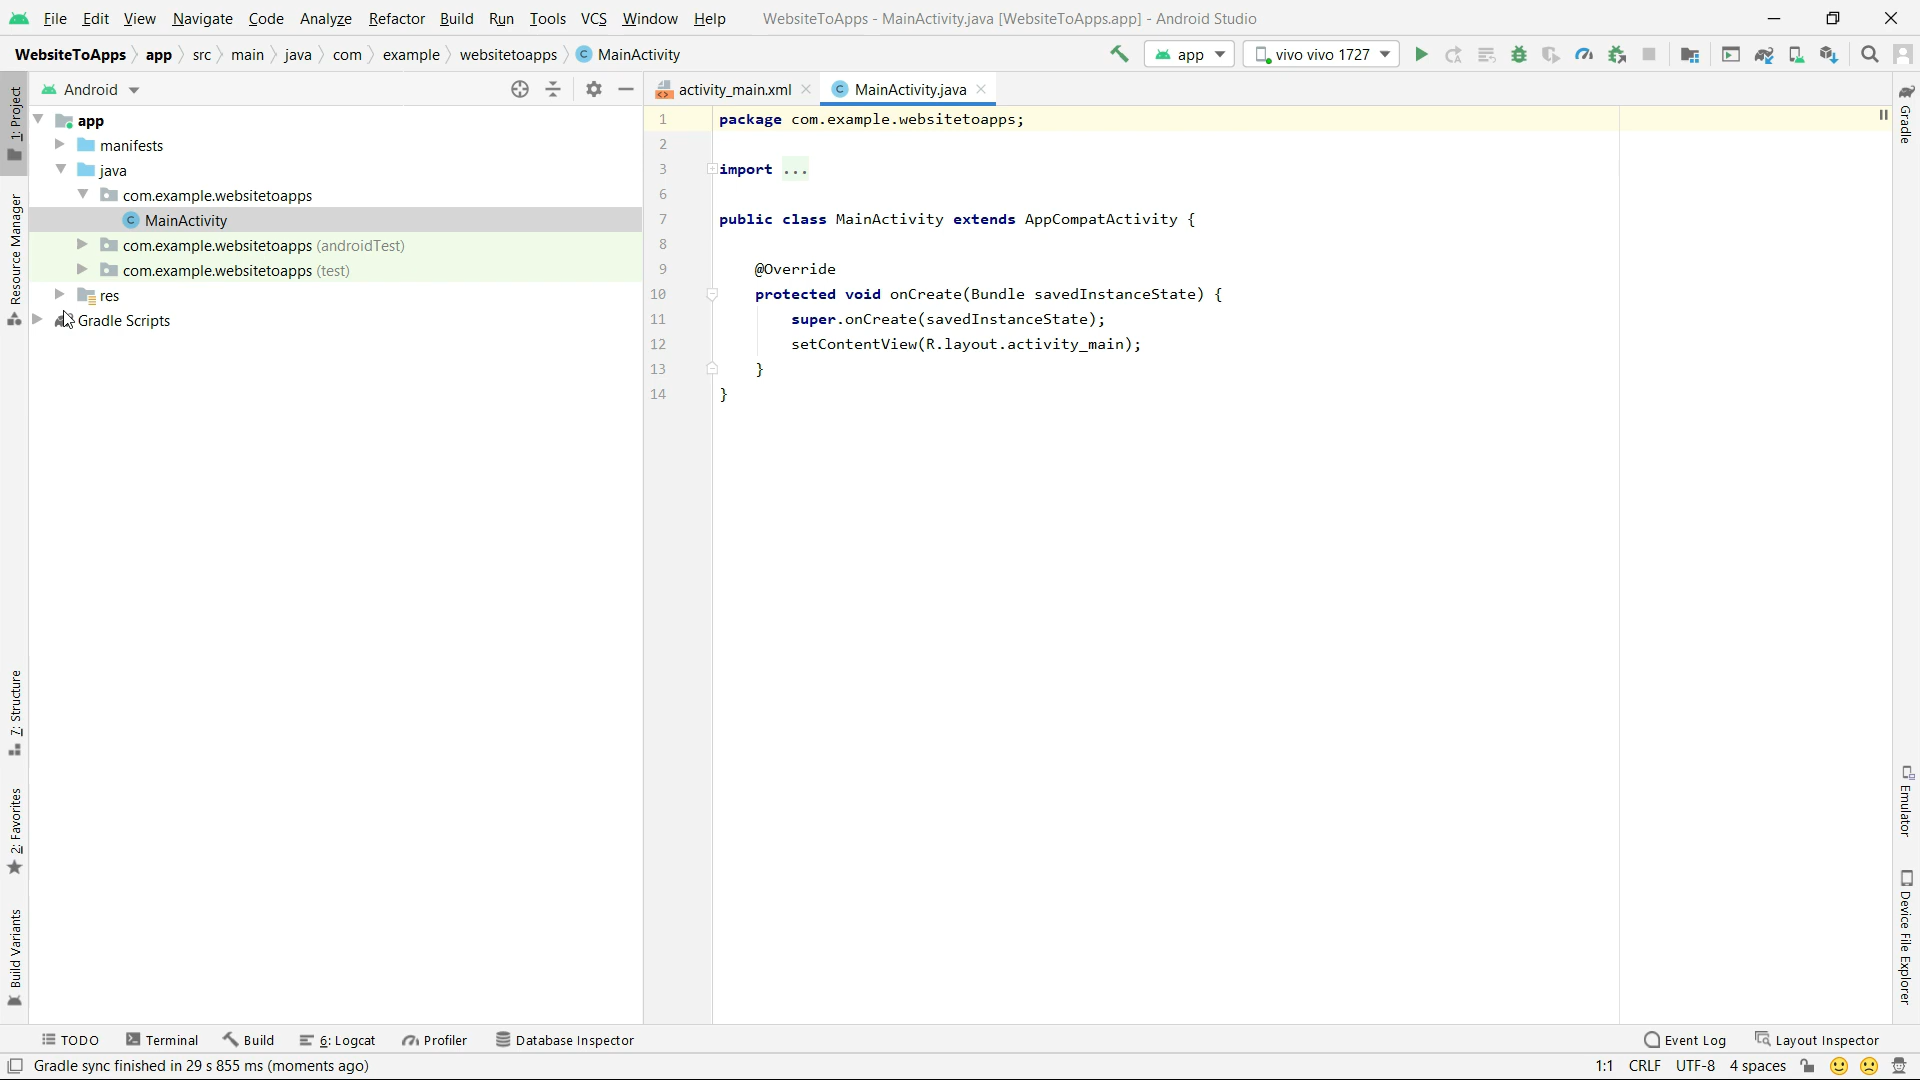 File Edit View Navigate Code Analyze Refactor Build Run Tools VCS Window Help WebsiteToApps - MainActivity.java [WebsiteToApps.app] - Android Studio
WebsiteToApps app src main java com example websitetoapps MainActivity app vivo vivo 1727
Android
activity_main.xml MainActivity.java
1: Project
Resource Manager
7: Structure
2: Favorites
Build Variants
app
manifests
java
com.example.websitetoapps
MainActivity
com.example.websitetoapps (androidTest)
com.example.websitetoapps (test)
res
Gradle Scripts
1 package com.example.websitetoapps;
2
3 import ...
6
7 public class MainActivity extends AppCompatActivity {
8
9 @Override
10 protected void onCreate(Bundle savedInstanceState) {
11 super.onCreate(savedInstanceState);
12 setContentView(R.layout.activity_main);
13 }
14 }
Gradle
Emulator
Device File Explorer
TODO Terminal Build 6: Logcat Profiler Database Inspector Event Log Layout Inspector
Gradle sync finished in 29 s 855 ms (moments ago) 1:1 CRLF UTF-8 4 spaces